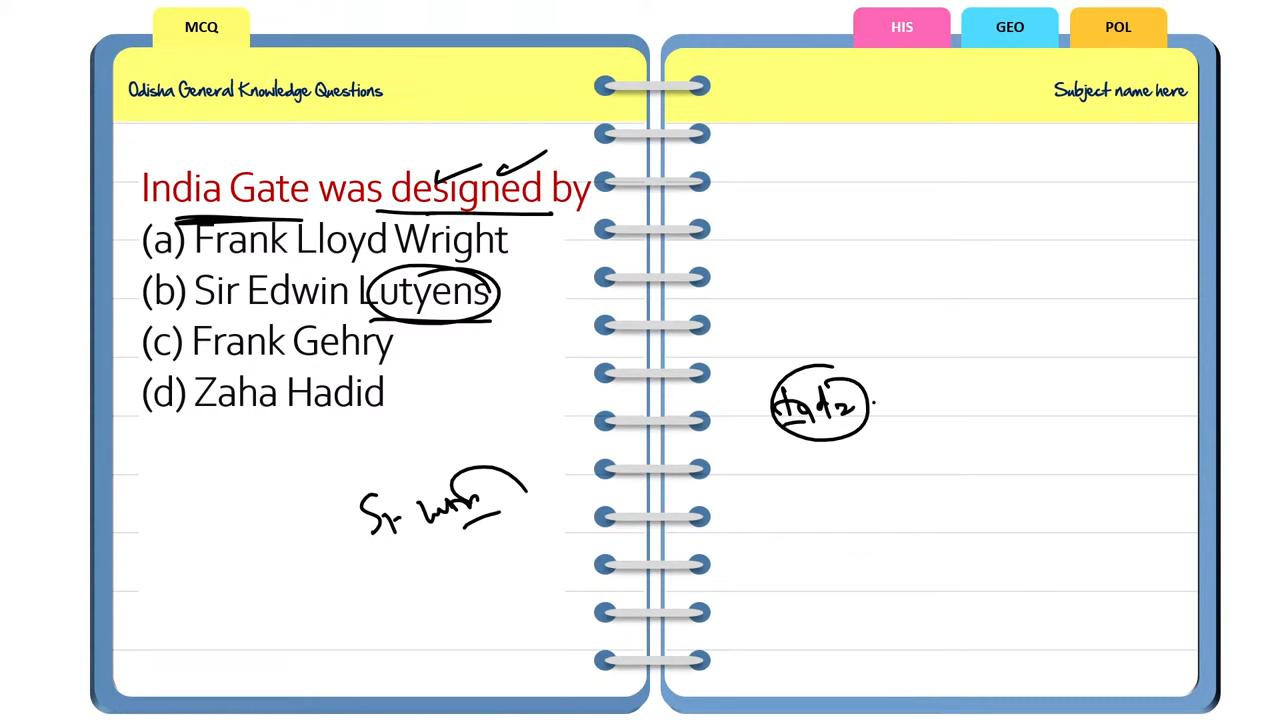 MCQ
HIS GEO POL
Odisha General Knowledge Questions
Subject name here
India Gate was designed by
(a) Frank Lloyd Wright
(b) Sir Edwin Lutyens
(c) Frank Gehry
(d) Zaha Hadid